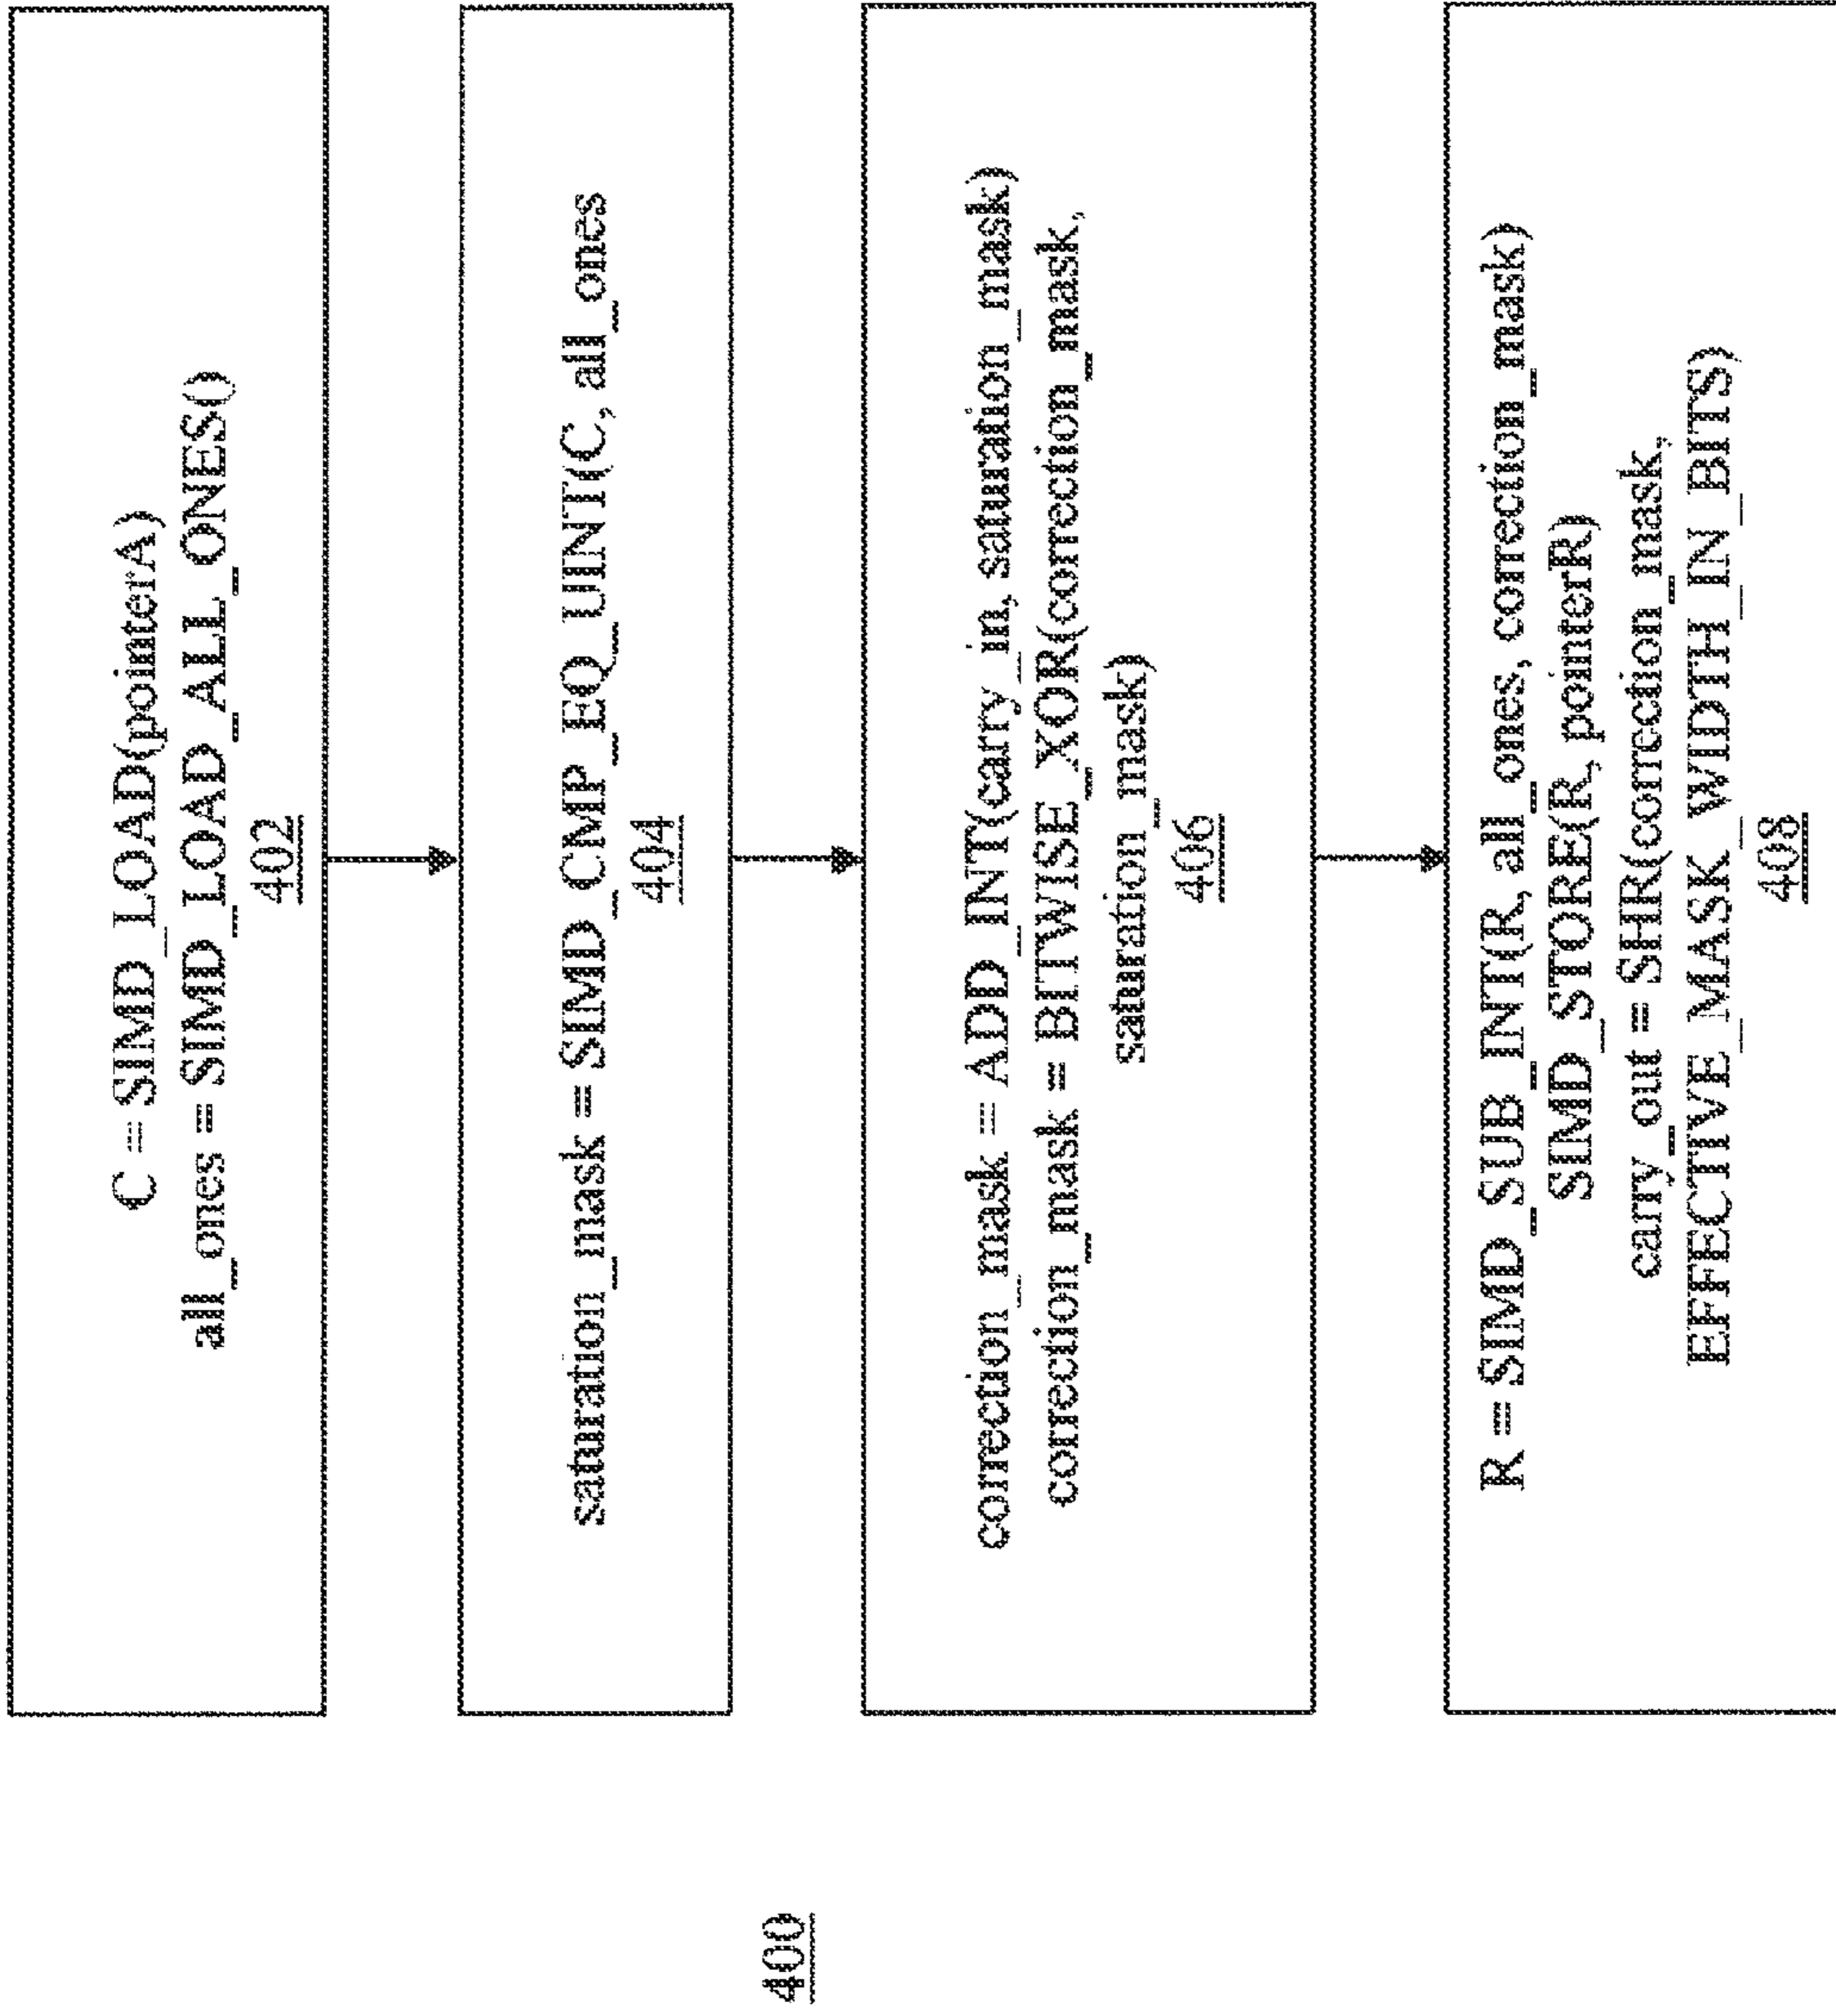 400
C = SIMD_LOAD(pointerA)
all_ones = SIMD_LOAD_ALL_ONES()
402
saturation_mask = SIMD_CMP_EQ_UINT(C, all_ones
404
correction_mask = ADD_INT(carry_in, saturation_mask)
correction_mask = BITWISE_XOR(correction_mask,
saturation_mask)
406
R = SIMD_SUB_INT(R, all_ones, correction_mask)
SIMD_STORE(R, pointerR)
carry_out = SHR(correction_mask,
EFFECTIVE_MASK_WIDTH_IN_BITS)
408